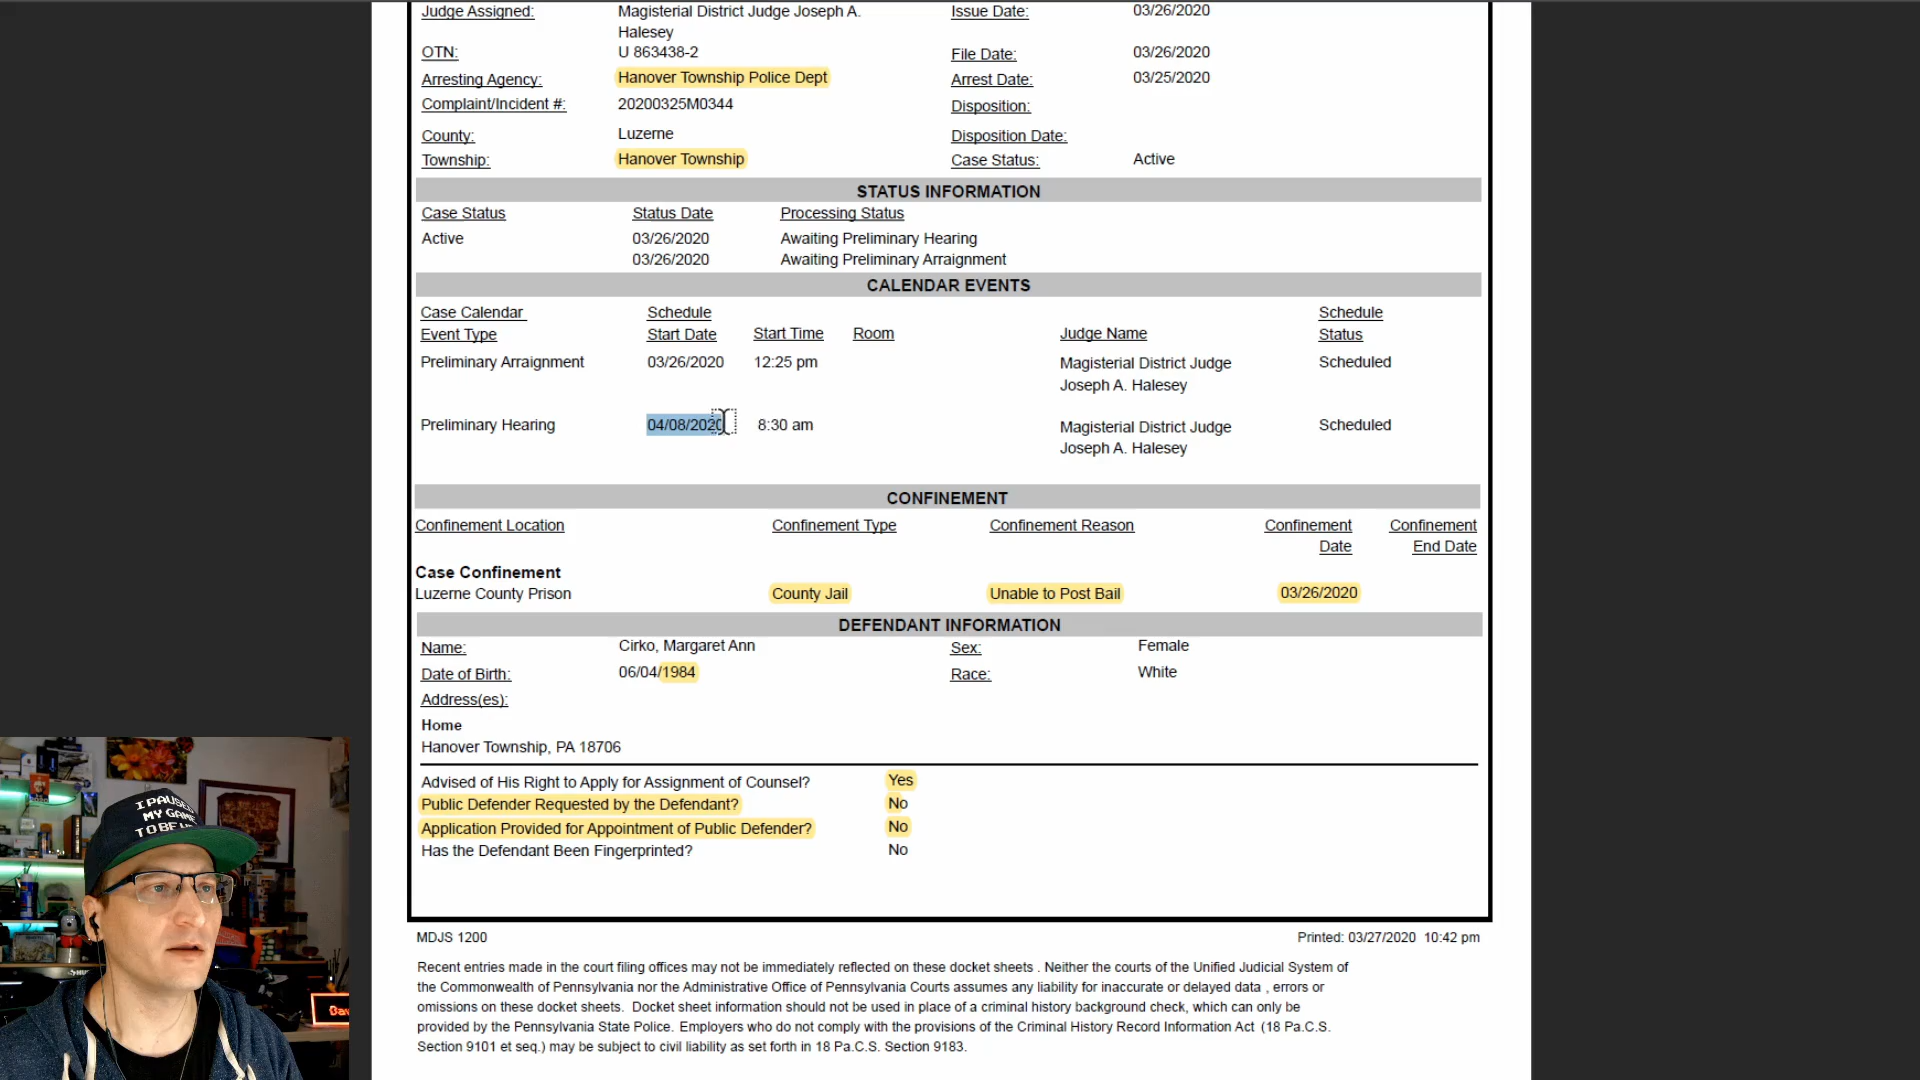 Judge Assigned: Magisterial District Judge Joseph A. Halesey Issue Date: 03/26/2020
OTN: U 863438-2 File Date: 03/26/2020
Arresting Agency: Hanover Township Police Dept Arrest Date: 03/25/2020
Complaint/Incident #: 20200325M0344 Disposition:
County: Luzerne Disposition Date:
Township: Hanover Township Case Status: Active
STATUS INFORMATION
Case Status Status Date Processing Status
Active 03/26/2020 Awaiting Preliminary Hearing
03/26/2020 Awaiting Preliminary Arraignment
CALENDAR EVENTS
Case Calendar Schedule Schedule
Event Type Start Date Start Time Room Judge Name Status
Preliminary Arraignment 03/26/2020 12:25 pm Magisterial District Judge Scheduled
Joseph A. Halesey
Preliminary Hearing 04/08/2020 8:30 am Magisterial District Judge Scheduled
Joseph A. Halesey
CONFINEMENT
Confinement Location Confinement Type Confinement Reason Confinement Confinement
Date End Date
Case Confinement
Luzerne County Prison County Jail Unable to Post Bail 03/26/2020
DEFENDANT INFORMATION
Name: Cirko, Margaret Ann Sex: Female
Date of Birth: 06/04/1984 Race: White
Address(es):
Home
Hanover Township, PA 18706
Advised of His Right to Apply for Assignment of Counsel? Yes
Public Defender Requested by the Defendant? No
Application Provided for Appointment of Public Defender? No
Has the Defendant Been Fingerprinted? No
MDJS 1200 Printed: 03/27/2020 10:42 pm
Recent entries made in the court filing offices may not be immediately reflected on these docket sheets . Neither the courts of the Unified Judicial System of
the Commonwealth of Pennsylvania nor the Administrative Office of Pennsylvania Courts assumes any liability for inaccurate or delayed data , errors or
omissions on these docket sheets. Docket sheet information should not be used in place of a criminal history background check, which can only be
provided by the Pennsylvania State Police. Employers who do not comply with the provisions of the Criminal History Record Information Act (18 Pa.C.S.
Section 9101 et seq.) may be subject to civil liability as set forth in 18 Pa.C.S. Section 9183.
I PAUSED
MY GAME
TO BE